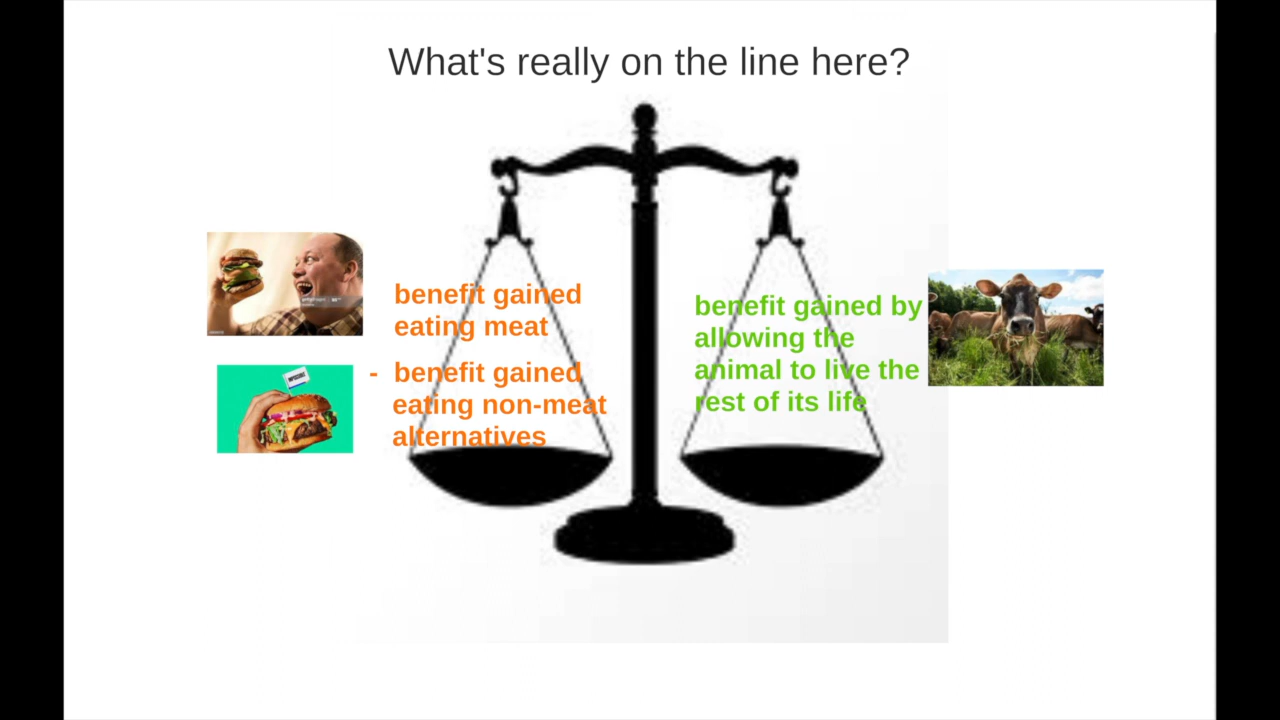 What's really on the line here?
benefit gained
eating meat
- benefit gained
eating non-meat
alternatives
benefit gained by
allowing the
animal to live the
rest of its life
IMPOSSIBLE